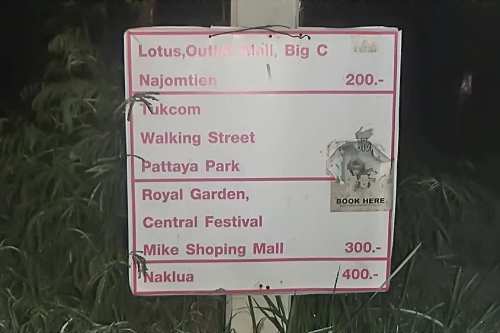 Lotus,Outlet Mall, Big C
Najomtien 200.-
Tukcom
Walking Street
Pattaya Park
BOOK HERE
Royal Garden,
Central Festival
Mike Shoping Mall 300.-
Naklua 400.-